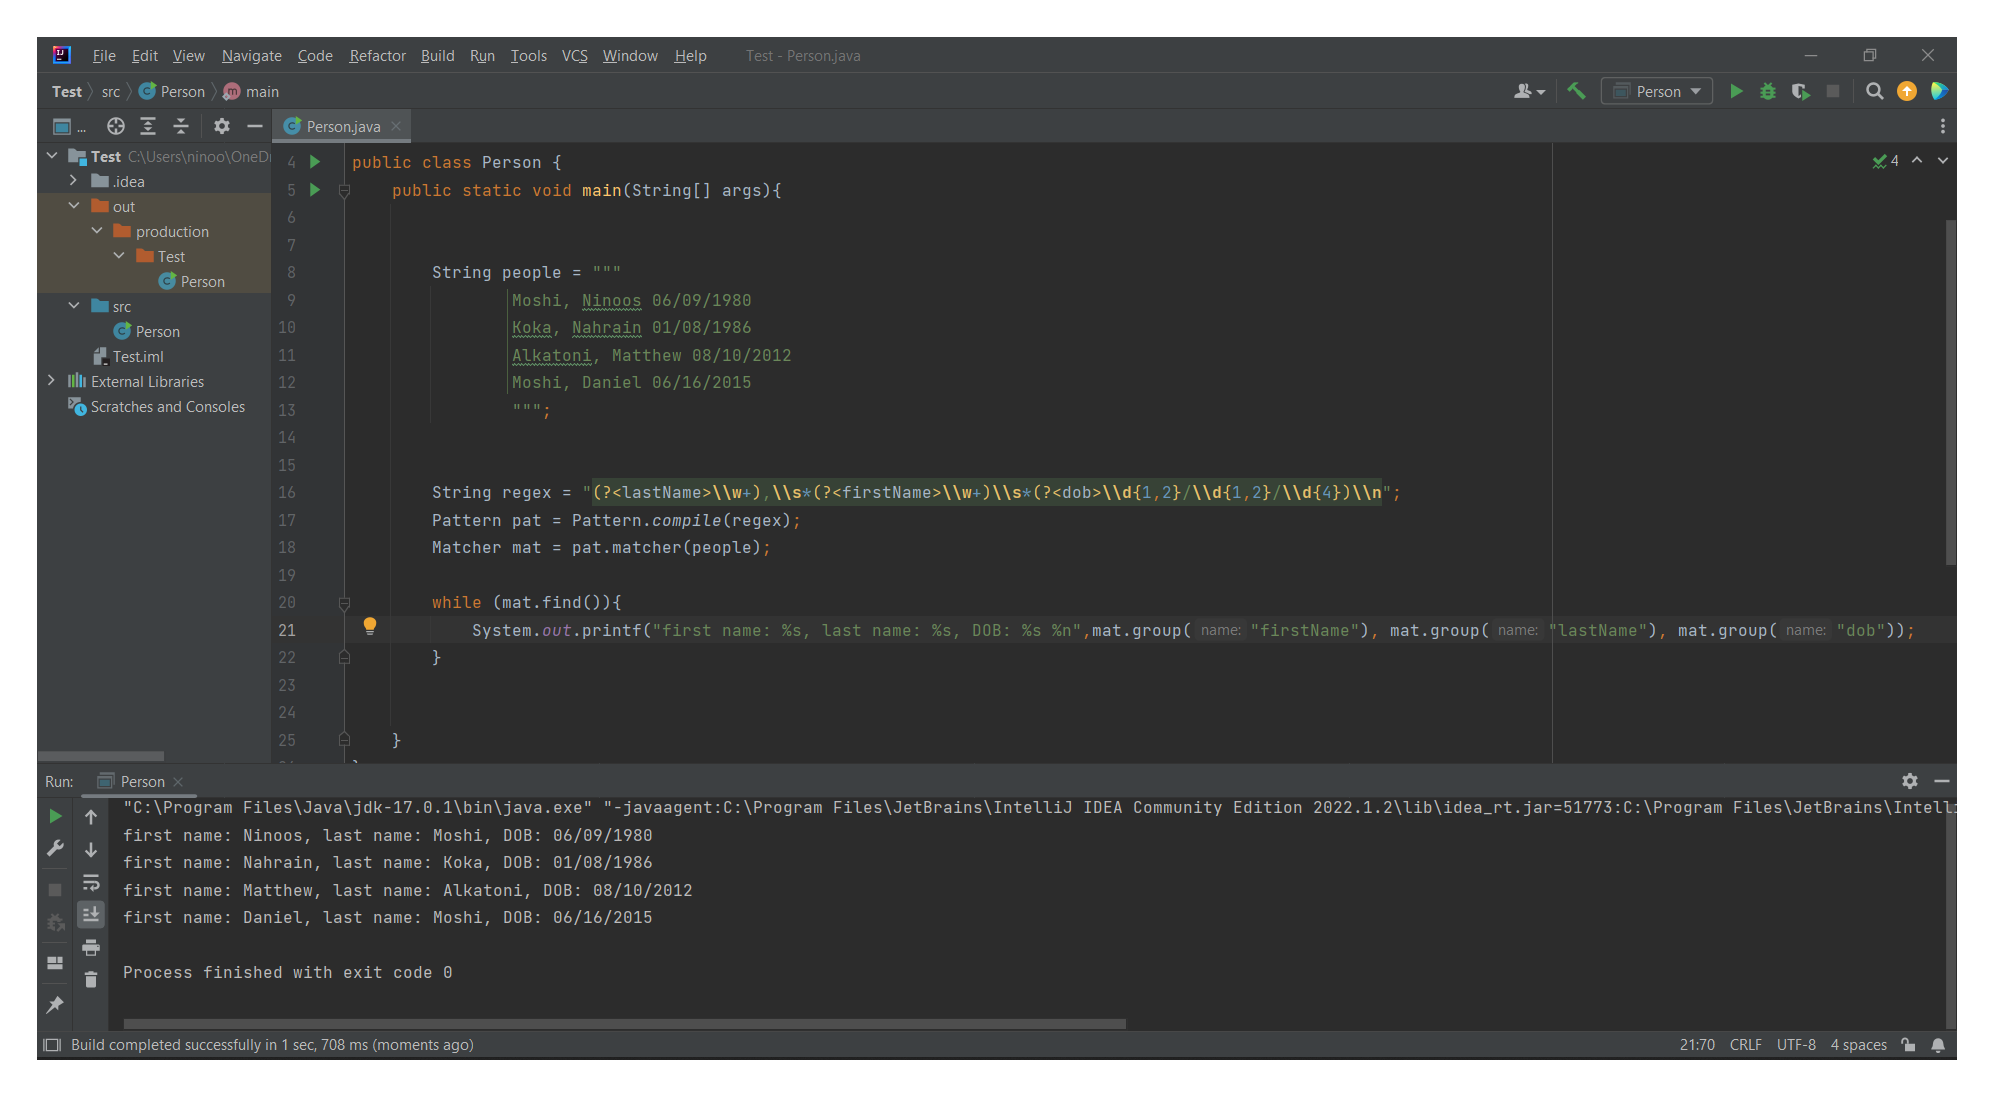 File Edit View Navigate Code Refactor Build Run Tools VCS Window Help Test - Person.java
Test src Person main Person
... Person.java
Test C:\Users\ninoo\OneD
.idea
out
production
Test
Person
src
Person
Test.iml
External Libraries
Scratches and Consoles
4 public class Person { 4
5 public static void main(String[] args){
6
7
8 String people = """
9 Moshi, Ninoos 06/09/1980
10 Koka, Nahrain 01/08/1986
11 Alkatoni, Matthew 08/10/2012
12 Moshi, Daniel 06/16/2015
13 """;
14
15
16 String regex = "(?<lastName>\\w+),\\s*(?<firstName>\\w+)\\s*(?<dob>\\d{1,2}/\\d{1,2}/\\d{4})\\n";
17 Pattern pat = Pattern.compile(regex);
18 Matcher mat = pat.matcher(people);
19
20 while (mat.find()){
21 System.out.printf("first name: %s, last name: %s, DOB: %s %n",mat.group( name: "firstName"), mat.group( name: "lastName"), mat.group( name: "dob"));
22 }
23
24
25 }
Run: Person
"C:\Program Files\Java\jdk-17.0.1\bin\java.exe" "-javaagent:C:\Program Files\JetBrains\IntelliJ IDEA Community Edition 2022.1.2\lib\idea_rt.jar=51773:C:\Program Files\JetBrains\Intell
first name: Ninoos, last name: Moshi, DOB: 06/09/1980
first name: Nahrain, last name: Koka, DOB: 01/08/1986
first name: Matthew, last name: Alkatoni, DOB: 08/10/2012
first name: Daniel, last name: Moshi, DOB: 06/16/2015
Process finished with exit code 0
Build completed successfully in 1 sec, 708 ms (moments ago) 21:70 CRLF UTF-8 4 spaces